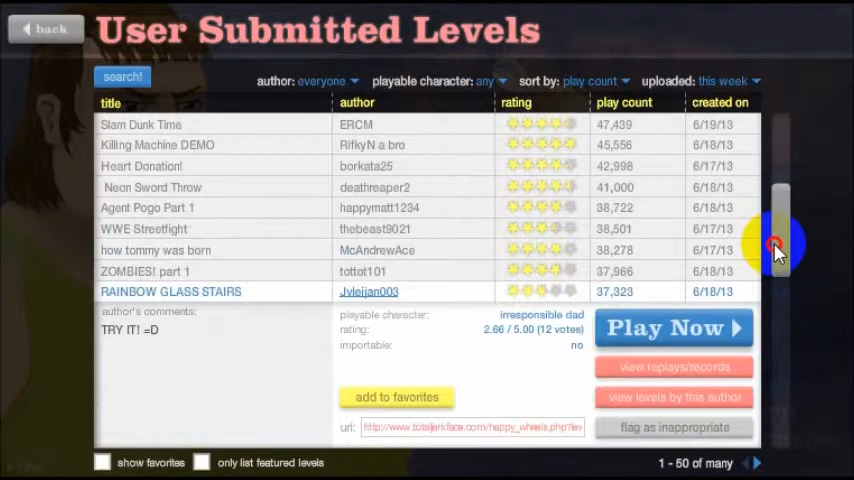 back
User Submitted Levels
search!
author: everyone playable character: any sort by: play count uploaded: this week
title author rating play count created on
Slam Dunk Time ERCM 47,439 6/19/13
Killing Machine DEMO RifkyN a bro 45,556 6/18/13
Heart Donation! borkata25 42,998 6/17/13
Neon Sword Throw deathreaper2 41,000 6/18/13
Agent Pogo Part 1 happymatt1234 38,722 6/18/13
WWE Streetfight thebeast9021 38,501 6/17/13
how tommy was born McAndrewAce 38,278 6/17/13
ZOMBIES! part 1 tottot101 37,966 6/18/13
RAINBOW GLASS STAIRS Jvleijan003 37,323 6/18/13
author's comments:
TRY IT! =D
playable character: irresponsible dad
rating: 2.66 / 5.00 (12 votes)
importable: no
Play Now
view replays/records
add to favorites
view levels by this author
url: http://www.totaljerkface.com/happy_wheels.php?lev
flag as inappropriate
show favorites only list featured levels 1 - 50 of many